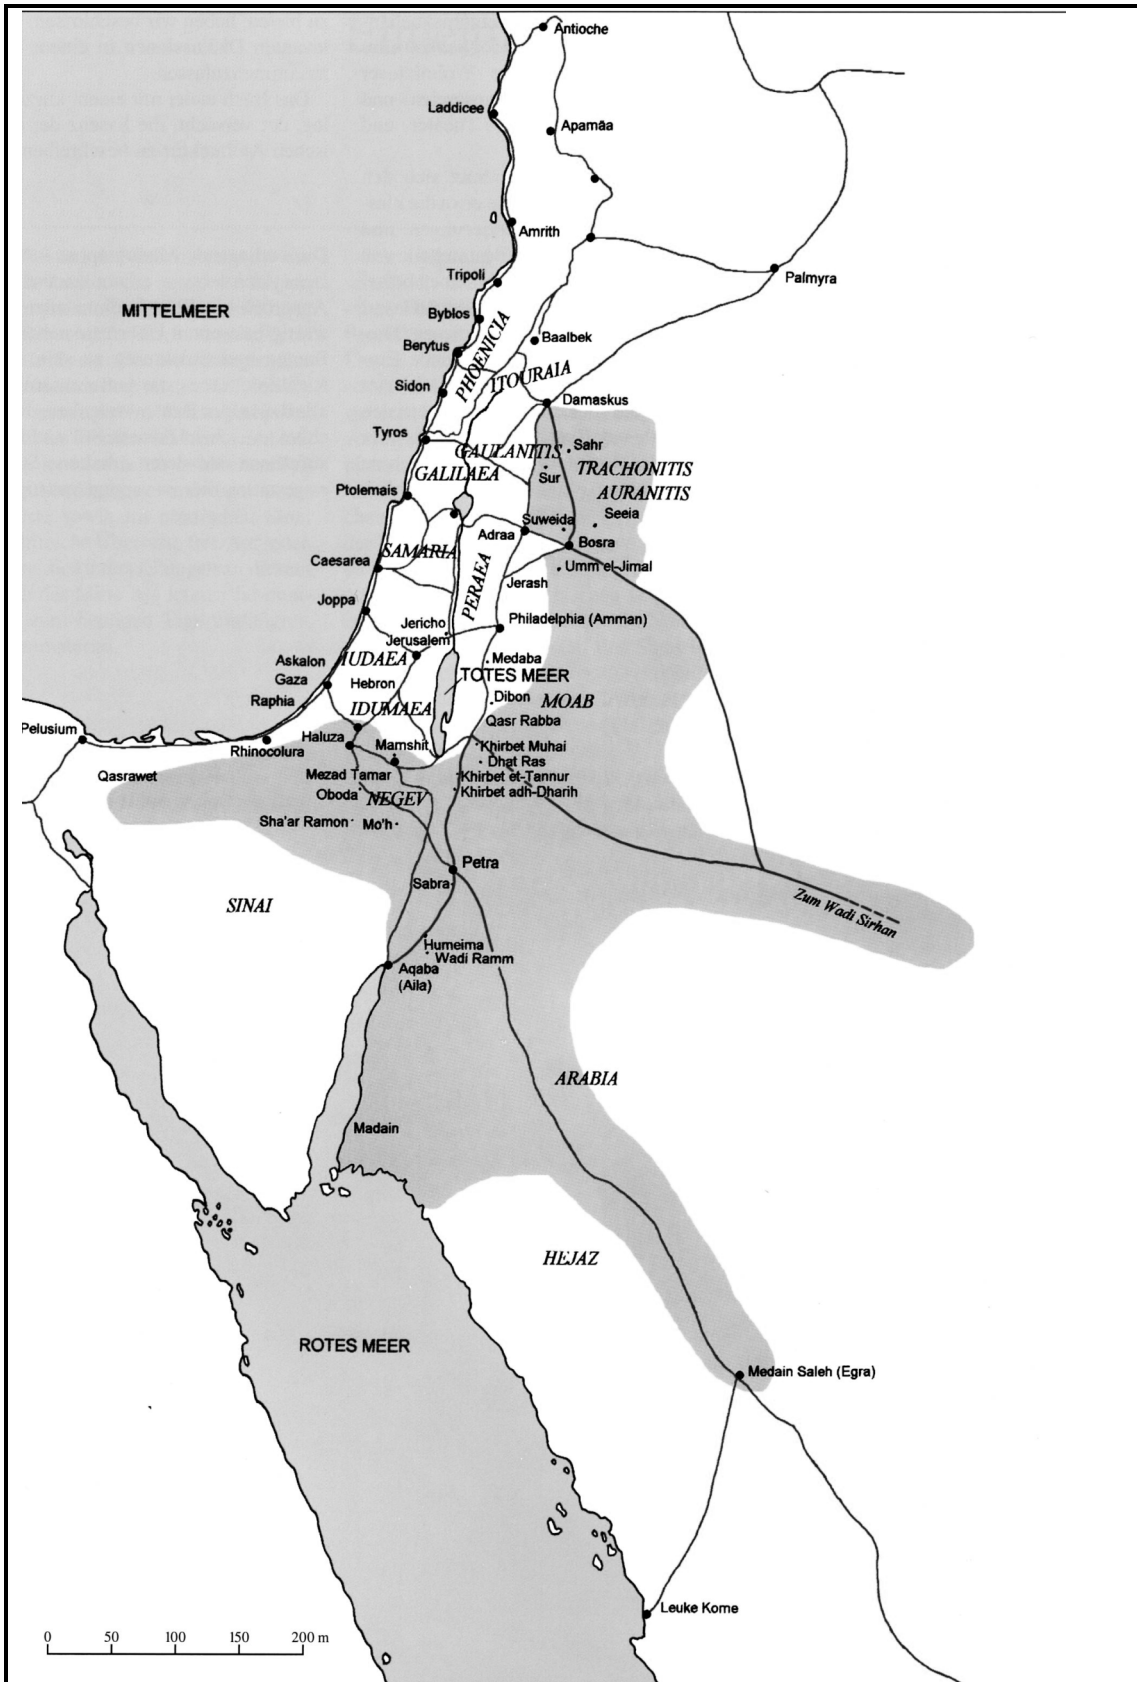 Antioche
Laddicee
Apamäa
Amrith
Tripoli
Palmyra
MITTELMEER
Byblos
PHOENICIA
Baalbek
Berytus
ITOURAIA
Sidon
Damaskus
Tyros
GAULANITIS
Sahr
GALILAEA
TRACHONITIS
Sur
Ptolemais
AURANITIS
Seeia
Suweida
Adraa
Bosra
SAMARIA
Caesarea
Umm el-Jimal
PERAEA
Jerash
Joppa
Jericho
Philadelphia (Amman)
Jerusalem
IUDAEA
Medaba
Askalon
TOTES MEER
Gaza
Hebron
Raphia
Dibon
MOAB
IDUMAEA
Qasr Rabba
Pelusium
Haluza
Rhinocolura
Mamshit
Khirbet Muhai
Dhat Ras
Qasrawet
Mezad Tamar
Khirbet et-Tannur
Oboda
NEGEV
Khirbet adh-Dharih
Sha'ar Ramon
Mo'h
Petra
Sabra
SINAI
Zum Wadi Sirhan
Humeima
Wadi Ramm
Aqaba
(Aila)
ARABIA
Madain
HEJAZ
ROTES MEER
Medain Saleh (Egra)
Leuke Kome
0 50 100 150 200 m